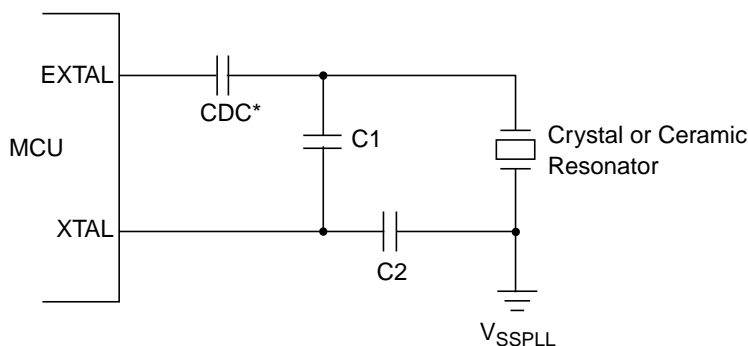 EXTAL
CDC*
MCU
C1
Crystal or Ceramic
Resonator
XTAL
C2
VSSPLL